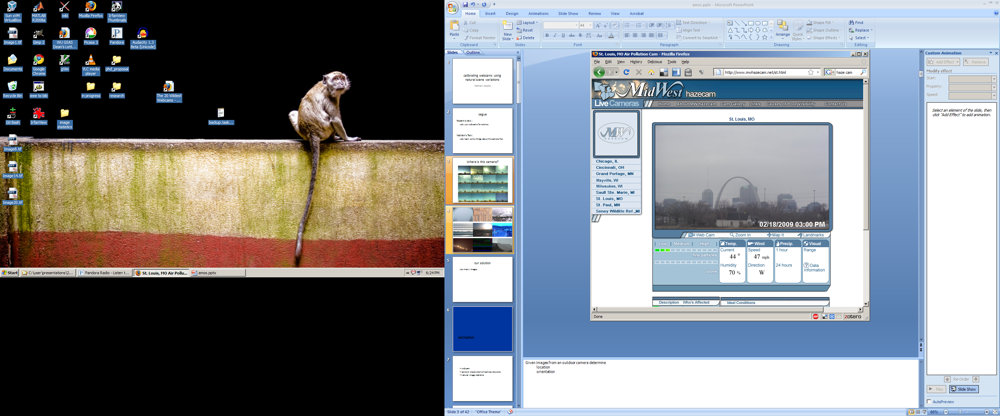 Sun xVM
VirtualBox
MATLAB
R2008a
wiki
Mozilla Firefox
IrfanView
Thumbnails
Image1.tif
Gimp 2
WU GSAS
Dean's Lett...
Picasa 3
Pandora
Audacity 1.3
Beta (Unicode)
Documents
Google
Chrome
gVim
VLC media
player
phd_proposal
Recycle Bin
ieee to bib
in progress
research
The 20 Wildest
Webcams - ...
Git Bash
IrfanView
image
statistics
backup.task...
Image8.tif
Image14.tif
Image20.tif
Start
C:\user\presentations\2...
Pandora Radio - Listen t...
St. Louis, MO Air Pollu...
amos.pptx
6:24 PM
amos.pptx - Microsoft PowerPoint
Home Insert Design Animations Slide Show Review View Acrobat
Paste
Cut
Copy
Format Painter
Clipboard
New
Slide
Layout
Reset
Delete
Slides
44
Font
Text Direction
Align Text
Convert to SmartArt
Paragraph
Arrange
Quick
Styles
Shape Fill
Shape Outline
Shape Effects
Drawing
Find
Replace
Select
Editing
Slides Outline
1
calibrating webcams using
natural scene variations
Nathan Jacobs
2
segue
Robert's talk:
Lets use webcams for science.
Nathan's Talk:
Lets learn some things about the camera first.
3
Where is this camera?
4
5
our solution
Use many images.
6
MOTIVATION
7
– webcam
– random deployment of camera networks
– natural image statistics
St. Louis, MO Air Pollution Cam - Mozilla Firefox
File Edit View History Delicious Tools Help
TAG
http://www.mwhazecam.net/st.html
haze cam
MidWest hazecam
Live Cameras
Home About MW hazecam Cam Gallery Links Causes of Poor Visibility Contact Us
MW
hazecam
Chicago, IL
Cincinnati, OH
Grand Portage, MN
Mayville, WI
Milwaukee, WI
Sault Ste. Marie, MI
St. Louis, MO
St. Paul, MN
Seney Wildlife Ref.,MI
St. Louis, MO
02/18/2009 03:00 PM
Web Cam Zoom In Map It Landmarks
Low | Medium | High
fine particles
ozone
Temp.
Current
44 °
Humidity
70 %
Wind
Speed
47 mph
Direction
W
Precip.
1 hour
24 hours
Visual
Range
Data
Information
Description Who's Affected
Ideal Conditions
Done
ABP
zotero
Given images from an outdoor camera determine
location
orientation
Custom Animation
Add Effect
Remove
Modify effect
Start:
Property:
Speed:
Select an element of the slide, then
click "Add Effect" to add animation.
Re-Order
Play
Slide Show
AutoPreview
Slide 3 of 42
"Office Theme"
66%